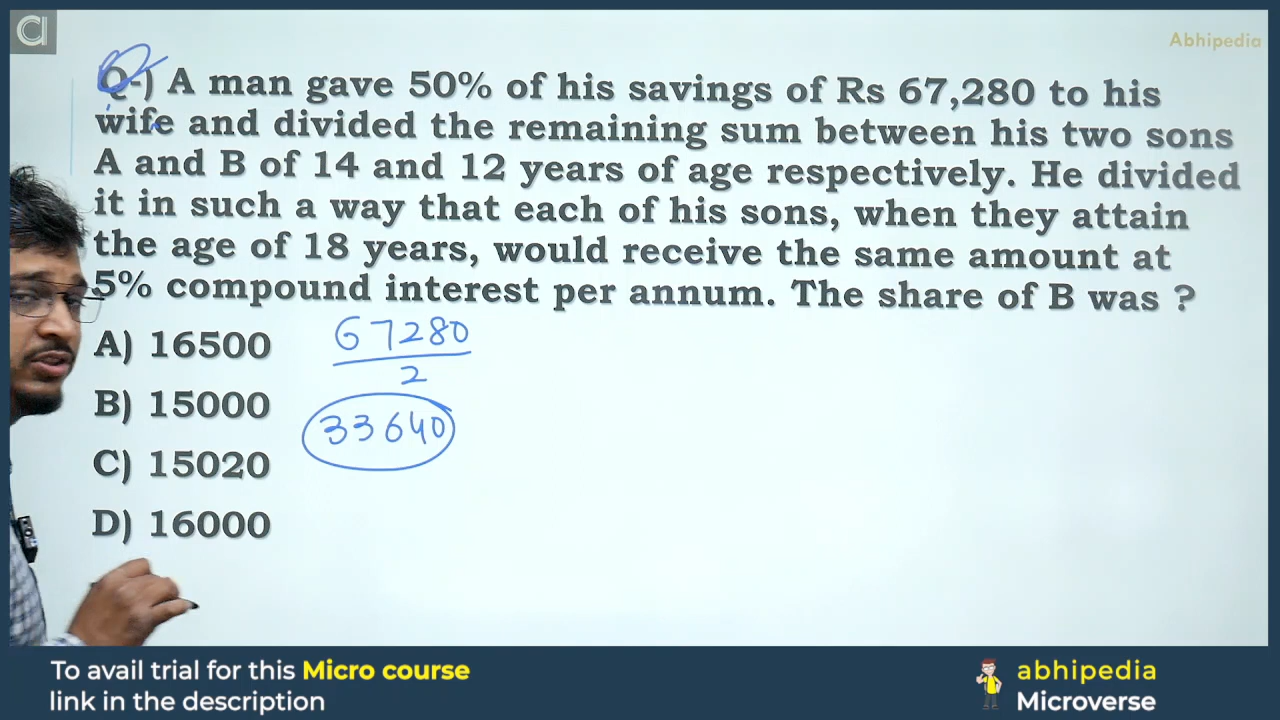 Abhipedia
Q-) A man gave 50% of his savings of Rs 67,280 to his
wife and divided the remaining sum between his two sons
A and B of 14 and 12 years of age respectively. He divided
it in such a way that each of his sons, when they attain
the age of 18 years, would receive the same amount at
5% compound interest per annum. The share of B was ?
A) 16500
B) 15000
C) 15020
D) 16000
67280
2
33640
To avail trial for this Micro course
link in the description
abhipedia
Microverse